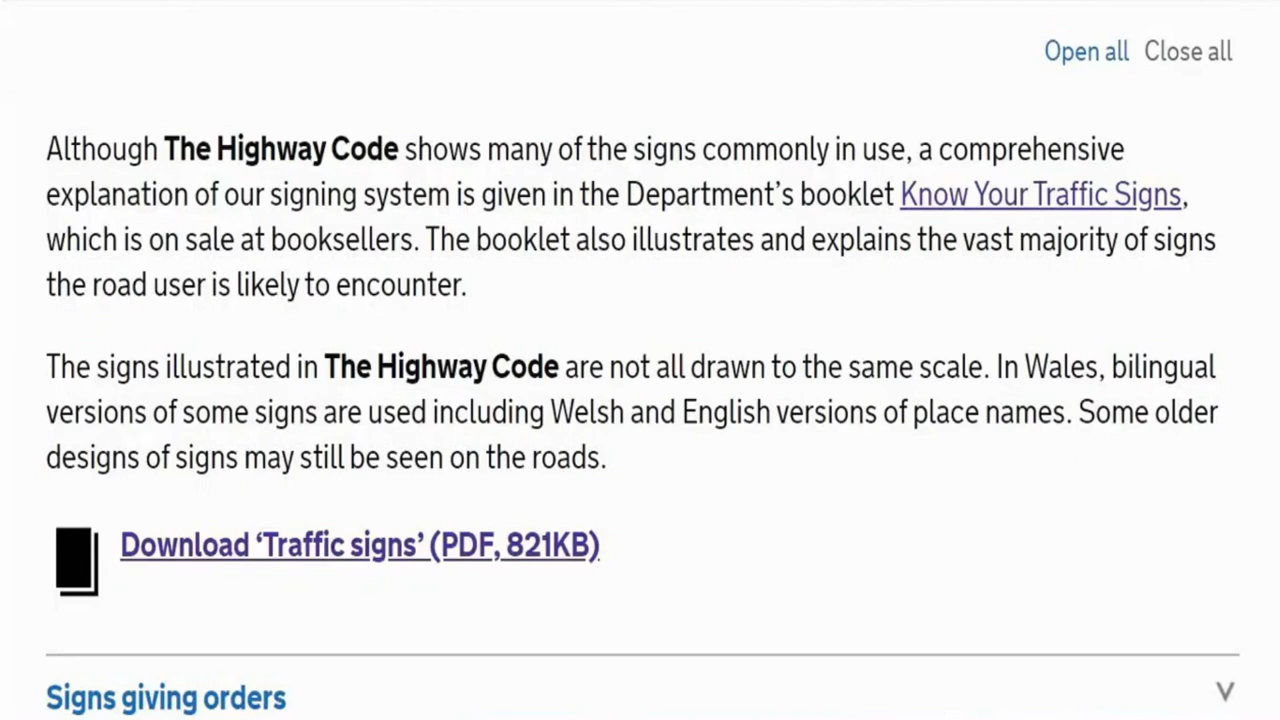 Open all Close all
Although The Highway Code shows many of the signs commonly in use, a comprehensive
explanation of our signing system is given in the Department's booklet Know Your Traffic Signs,
which is on sale at booksellers. The booklet also illustrates and explains the vast majority of signs
the road user is likely to encounter.
The signs illustrated in The Highway Code are not all drawn to the same scale. In Wales, bilingual
versions of some signs are used including Welsh and English versions of place names. Some older
designs of signs may still be seen on the roads.
Download ‘Traffic signs’ (PDF, 821KB)
Signs giving orders